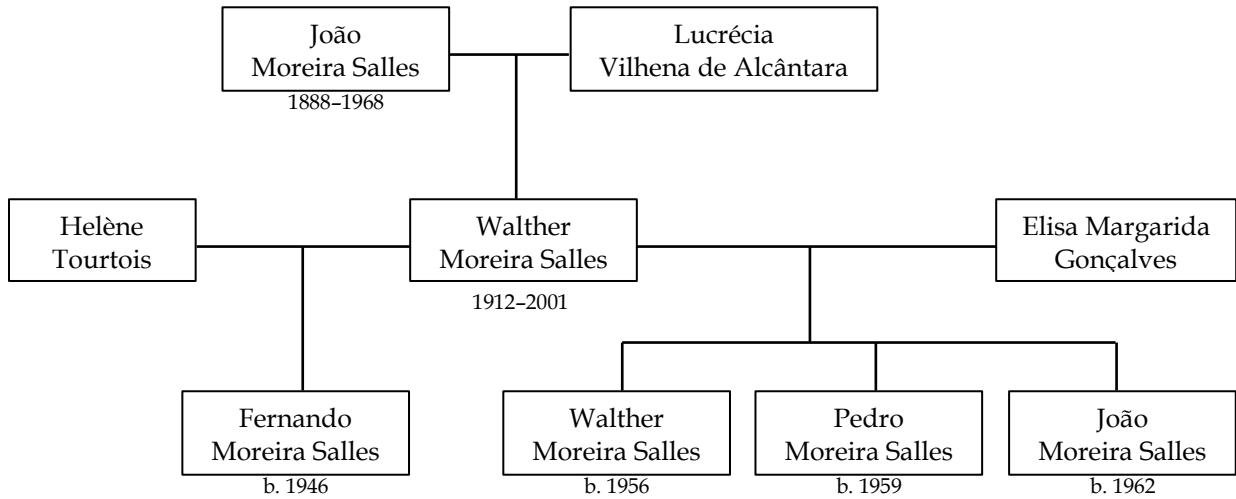 João
Moreira Salles
1888–1968
Lucrécia
Vilhena de Alcântara
Helène
Tourtois
Walther
Moreira Salles
1912–2001
Elisa Margarida
Gonçalves
Fernando
Moreira Salles
b. 1946
Walther
Moreira Salles
b. 1956
Pedro
Moreira Salles
b. 1959
João
Moreira Salles
b. 1962